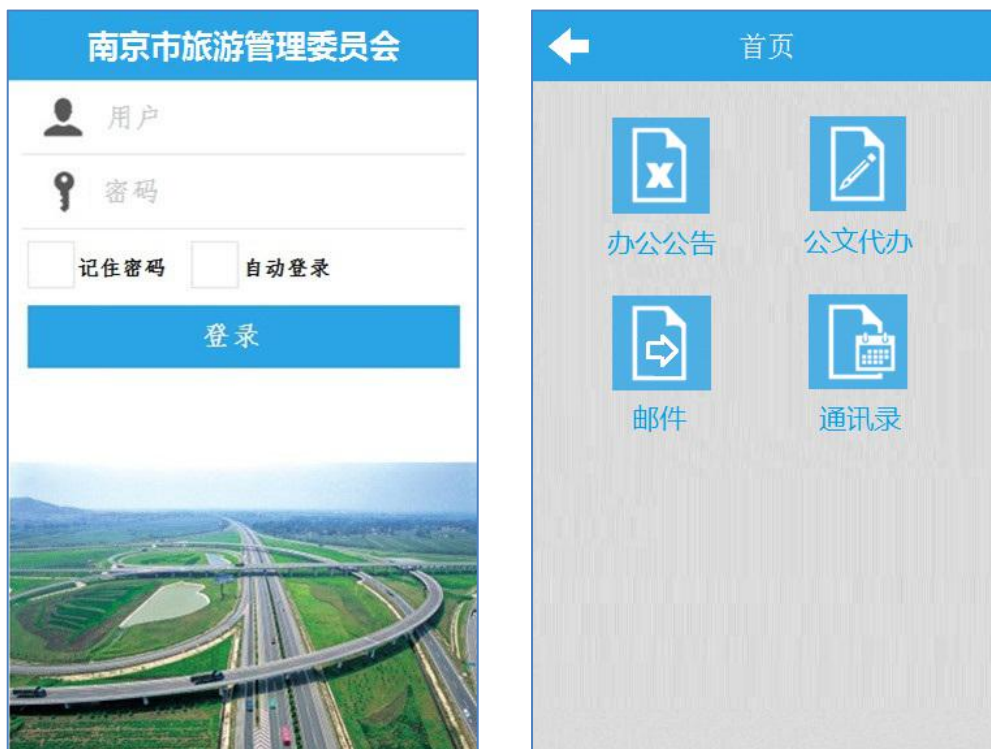 南京市旅游管理委员会
用户
密码
记住密码 自动登录
登录
首页
办公公告 公文代办
邮件 通讯录